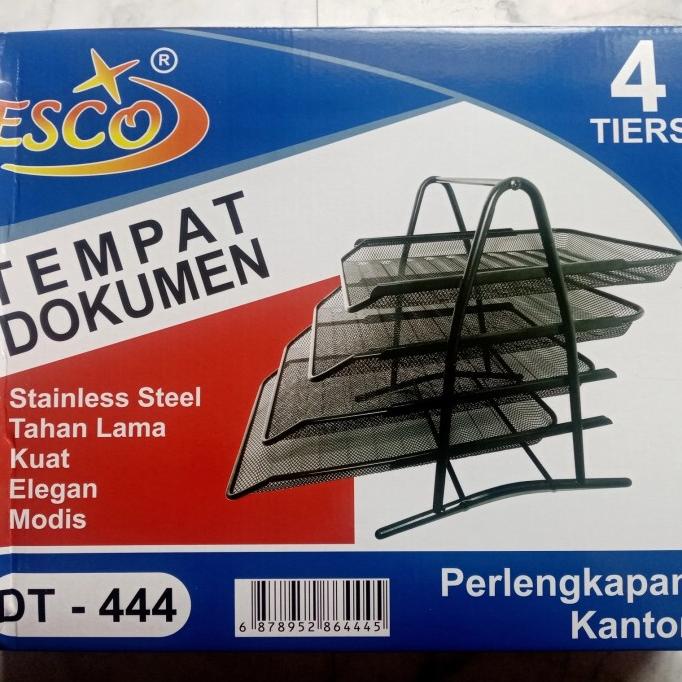 ESCO ®
4
TIERS
TEMPAT
DOKUMEN
Stainless Steel
Tahan Lama
Kuat
Elegan
Modis
DT - 444
6 878952 864445
Perlengkapan
Kantor